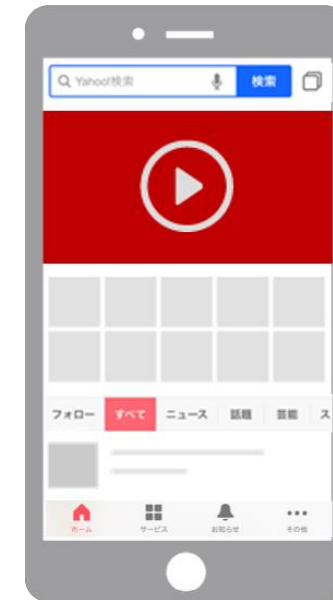 Yahoo!検索 検索
フォロー すべて ニュース 話題 芸能 ス
ホーム サービス お知らせ その他